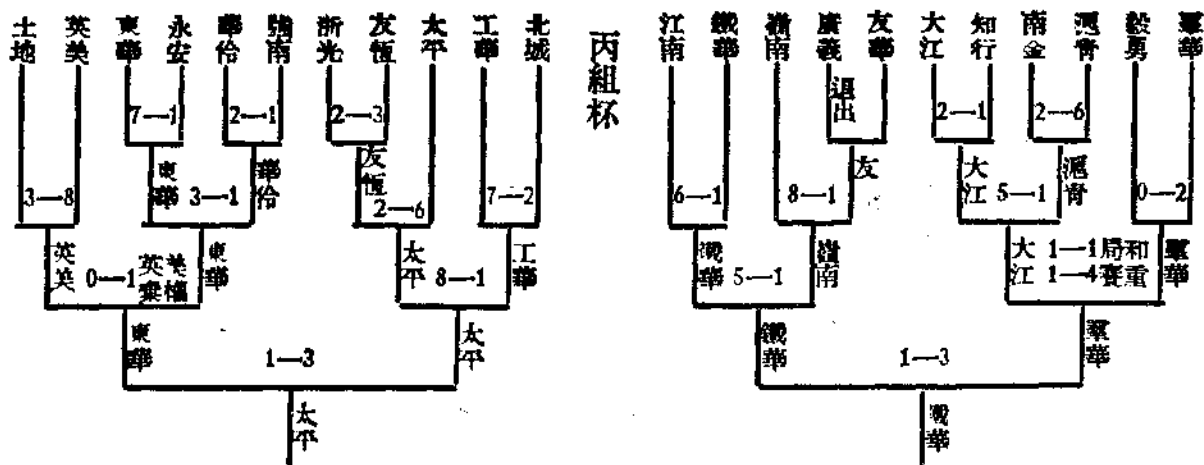 土地 英美 東華 永安 華伶 嶺南 浙光 友恆 太平 工華 北城
丙組杯
江南 鐵華 嶺南 廣義 友華 大江 知行 南金 滬青 毅勇 羣華
7—1 2—1 2—3
退出 2—1 2—6
3—8 東華 3—1 華伶 友恆 2—6 7—2
6—1 8—1 友 大江 5—1 滬青 0—2
英美 0—1 英美棄權 東華 太平 8—1 工華
鐵華 5—1 嶺南 大江 1—1 和局 1—4 重賽 羣華
東華 1—3 太平
鐵華 1—3 羣華
太平
鐵華